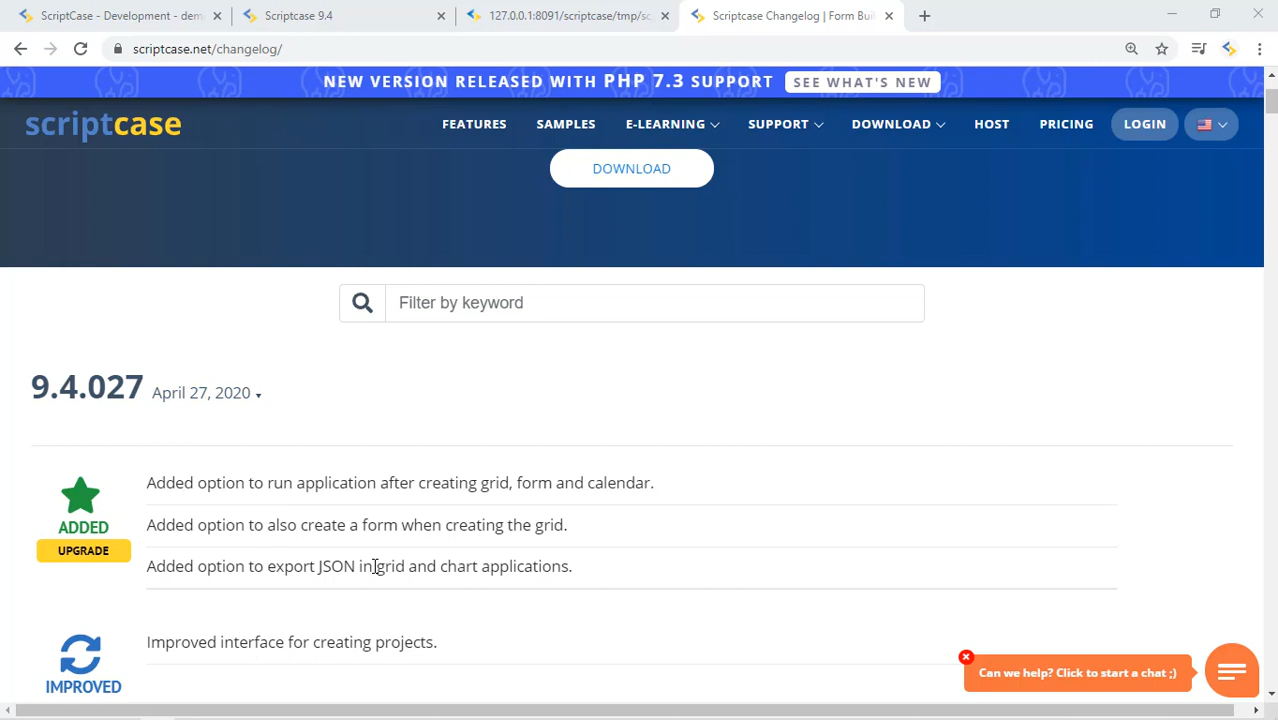 ScriptCase - Development - dem
Scriptcase 9.4
127.0.0.1:8091/scriptcase/tmp/sc
Scriptcase Changelog | Form Buil
scriptcase.net/changelog/
NEW VERSION RELEASED WITH PHP 7.3 SUPPORT SEE WHAT'S NEW
scriptcase FEATURES SAMPLES E-LEARNING SUPPORT DOWNLOAD HOST PRICING LOGIN
DOWNLOAD
Filter by keyword
9.4.027 April 27, 2020
Added option to run application after creating grid, form and calendar.
ADDED
Added option to also create a form when creating the grid.
UPGRADE
Added option to export JSON in grid and chart applications.
Improved interface for creating projects.
IMPROVED
Can we help? Click to start a chat ;)